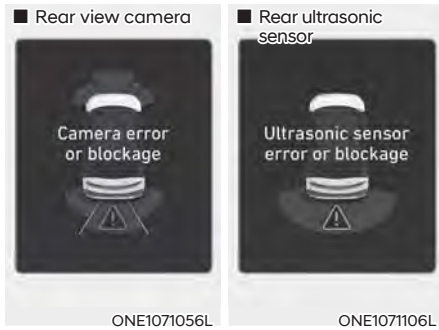 ■ Rear view camera
Camera error
or blockage
ONE1071056L
■ Rear ultrasonic
sensor
Ultrasonic sensor
error or blockage
ONE1071106L